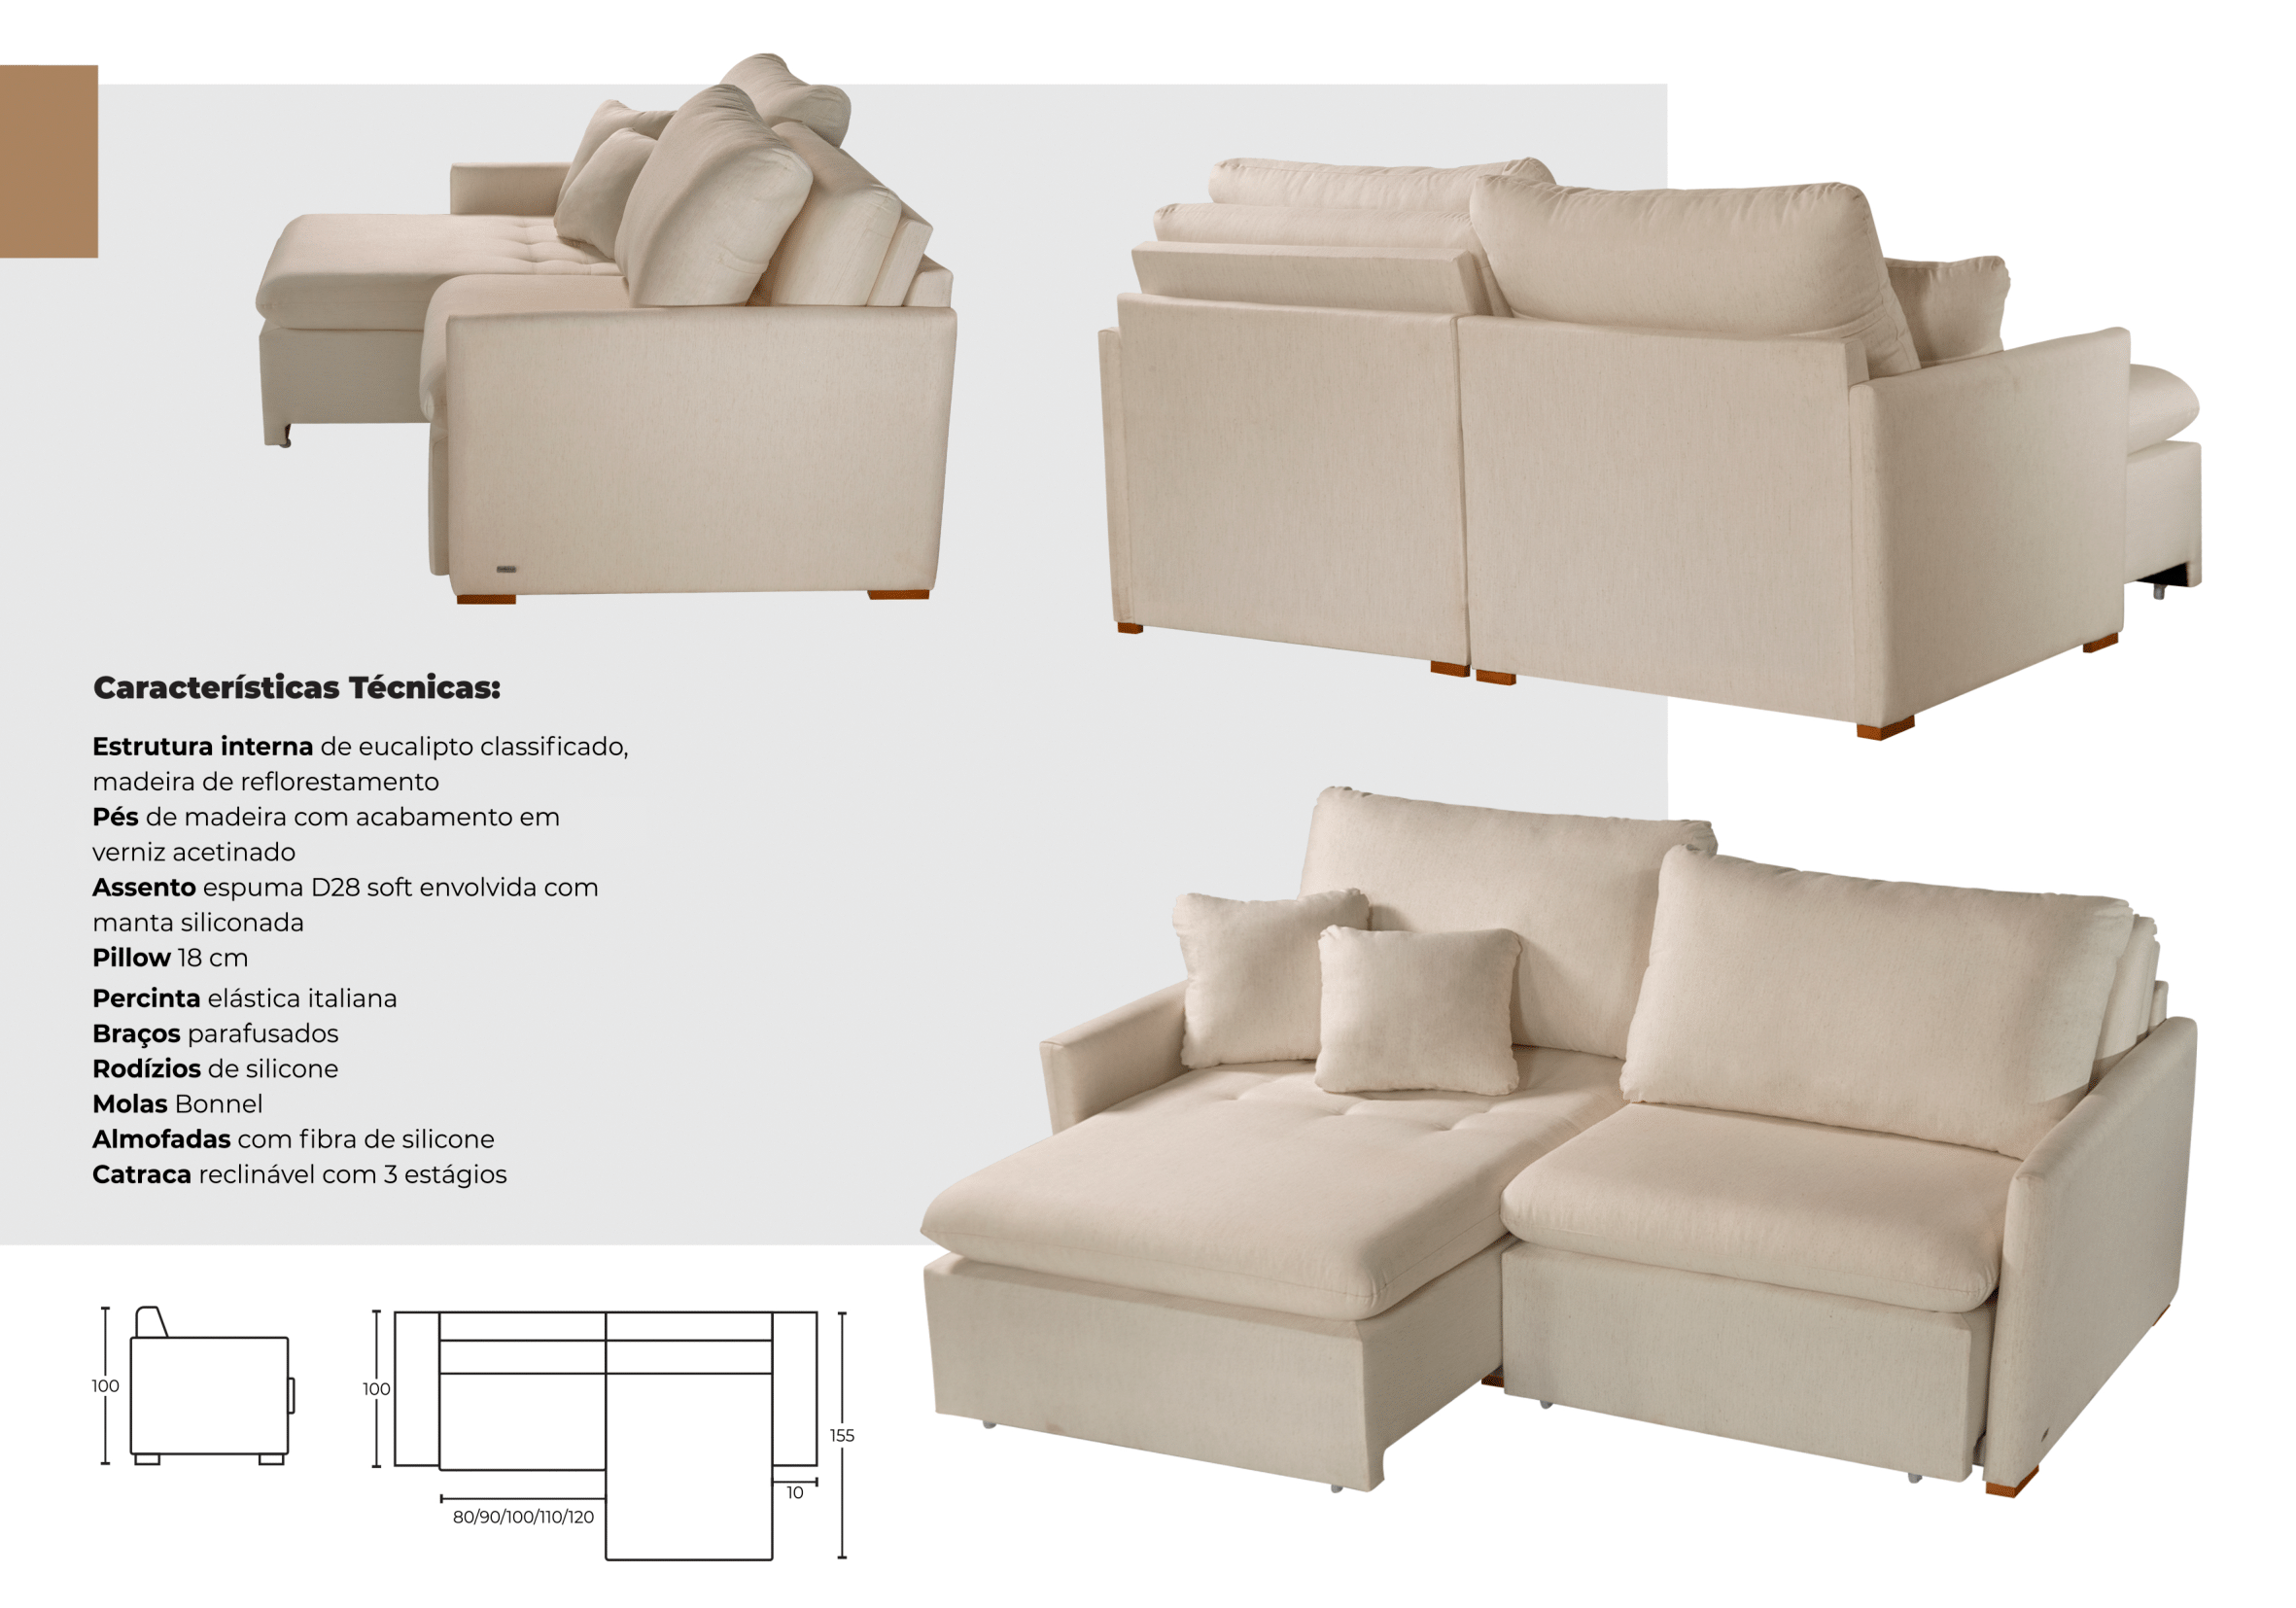 Características Técnicas:
Estrutura interna de eucalipto classificado,
madeira de reflorestamento
Pés de madeira com acabamento em
verniz acetinado
Assento espuma D28 soft envolvida com
manta siliconada
Pillow 18 cm
Percinta elástica italiana
Braços parafusados
Rodízios de silicone
Molas Bonnel
Almofadas com fibra de silicone
Catraca reclinável com 3 estágios
100
100
155
10
80/90/100/110/120